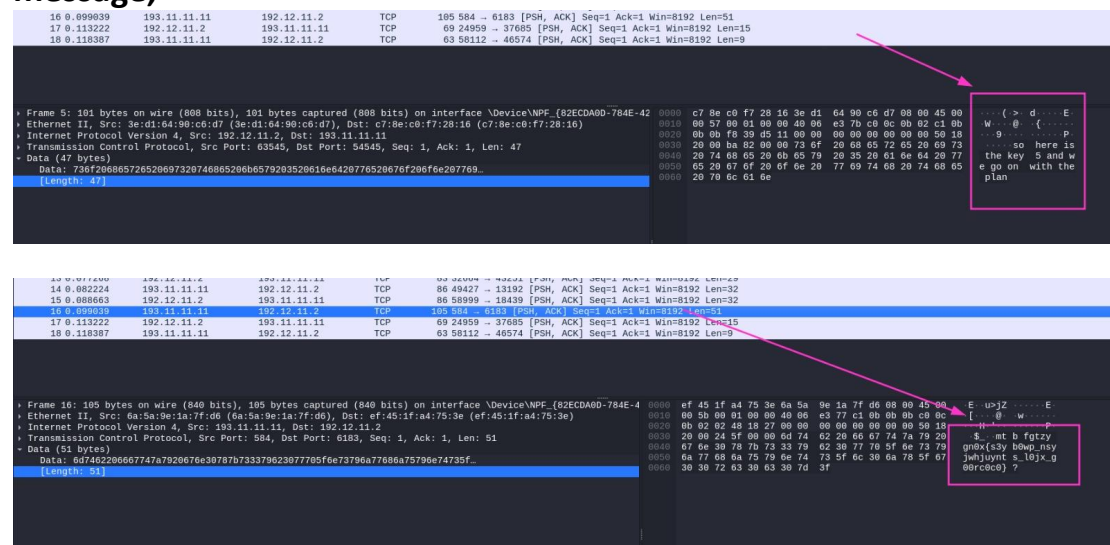 message,
16 0.099039 193.11.11.11 192.12.11.2 TCP 105 584 → 6183 [PSH, ACK] Seq=1 Ack=1 Win=8192 Len=51
17 0.113222 192.12.11.2 193.11.11.11 TCP 69 24959 → 37685 [PSH, ACK] Seq=1 Ack=1 Win=8192 Len=15
18 0.118387 193.11.11.11 192.12.11.2 TCP 63 58112 → 46574 [PSH, ACK] Seq=1 Ack=1 Win=8192 Len=9
Frame 5: 101 bytes on wire (808 bits), 101 bytes captured (808 bits) on interface \Device\NPF_{82ECDA0D-784E-42
Ethernet II, Src: 3e:d1:64:90:c6:d7 (3e:d1:64:90:c6:d7), Dst: c7:8e:c0:f7:28:16 (c7:8e:c0:f7:28:16)
Internet Protocol Version 4, Src: 192.12.11.2, Dst: 193.11.11.11
Transmission Control Protocol, Src Port: 63545, Dst Port: 54545, Seq: 1, Ack: 1, Len: 47
Data (47 bytes)
Data: 736f206865726520697320746865206b6579203520616e6420776520676f206f6e207769…
[Length: 47]
0000 c7 8e c0 f7 28 16 3e d1 64 90 c6 d7 08 00 45 00 ····(·>· d·····E·
0010 00 57 00 01 00 00 40 06 e3 7b c0 0c 0b 02 c1 0b ·W····@· ·{······
0020 0b 0b f8 39 d5 11 00 00 00 00 00 00 00 00 50 18 ···9···· ······P·
0030 20 00 ba 82 00 00 73 6f 20 68 65 72 65 20 69 73 ·····so here is
0040 20 74 68 65 20 6b 65 79 20 35 20 61 6e 64 20 77 the key 5 and w
0050 65 20 67 6f 20 6f 6e 20 77 69 74 68 20 74 68 65 e go on with the
0060 20 70 6c 61 6e plan
14 0.082224 193.11.11.11 192.12.11.2 TCP 86 49427 → 13192 [PSH, ACK] Seq=1 Ack=1 Win=8192 Len=32
15 0.088663 192.12.11.2 193.11.11.11 TCP 86 58999 → 18439 [PSH, ACK] Seq=1 Ack=1 Win=8192 Len=32
16 0.099039 193.11.11.11 192.12.11.2 TCP 105 584 → 6183 [PSH, ACK] Seq=1 Ack=1 Win=8192 Len=51
17 0.113222 192.12.11.2 193.11.11.11 TCP 69 24959 → 37685 [PSH, ACK] Seq=1 Ack=1 Win=8192 Len=15
18 0.118387 193.11.11.11 192.12.11.2 TCP 63 58112 → 46574 [PSH, ACK] Seq=1 Ack=1 Win=8192 Len=9
Frame 16: 105 bytes on wire (840 bits), 105 bytes captured (840 bits) on interface \Device\NPF_{82ECDA0D-784E-4
Ethernet II, Src: 6a:5a:9e:1a:7f:d6 (6a:5a:9e:1a:7f:d6), Dst: ef:45:1f:a4:75:3e (ef:45:1f:a4:75:3e)
Internet Protocol Version 4, Src: 193.11.11.11, Dst: 192.12.11.2
Transmission Control Protocol, Src Port: 584, Dst Port: 6183, Seq: 1, Ack: 1, Len: 51
Data (51 bytes)
Data: 6d7462206667747a7920676e30787b733379623077705f6e73796a77686a75796e74735f…
[Length: 51]
0000 ef 45 1f a4 75 3e 6a 5a 9e 1a 7f d6 08 00 45 00 ·E··u>jZ ······E·
0010 00 5b 00 01 00 00 40 06 e3 77 c1 0b 0b 0b c0 0c ·[····@· ·w······
0020 0b 02 02 48 18 27 00 00 00 00 00 00 00 00 50 18 ···H·'·· ······P·
0030 20 00 24 5f 00 00 6d 74 62 20 66 67 74 7a 79 20 ·$_··mt b fgtzy
0040 67 6e 30 78 7b 73 33 79 62 30 77 70 5f 6e 73 79 gn0x{s3y b0wp_nsy
0050 6a 77 68 6a 75 79 6e 74 73 5f 6c 30 6a 78 5f 67 jwhjuynt s_l0jx_g
0060 30 30 72 63 30 63 30 7d 3f 00rc0c0} ?